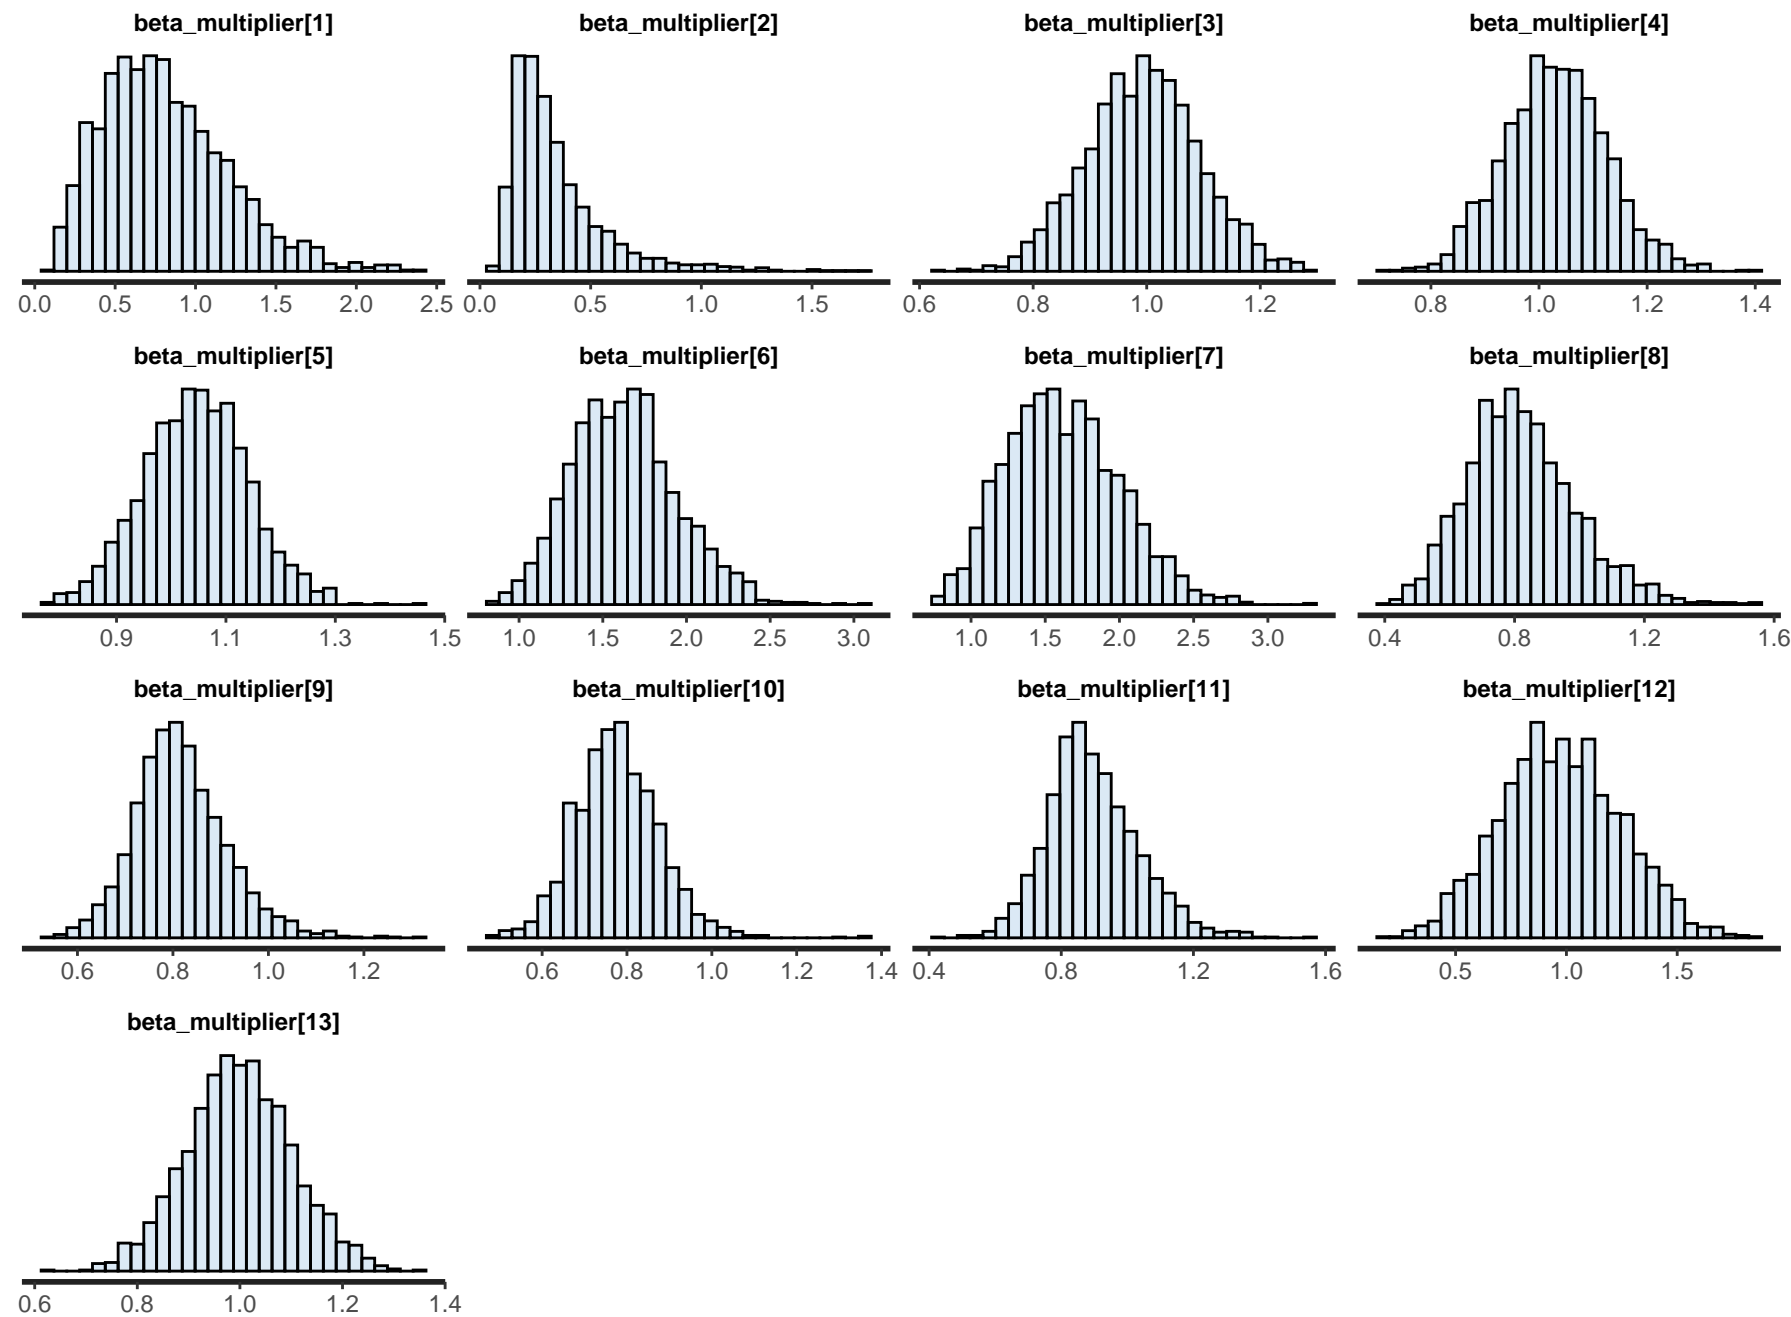 beta_multiplier[1] beta_multiplier[2] beta_multiplier[3] beta_multiplier[4]
0.0 0.5 1.0 1.5 2.0 2.5 0.0 0.5 1.0 1.5 0.6 0.8 1.0 1.2 0.8 1.0 1.2 1.4
beta_multiplier[5] beta_multiplier[6] beta_multiplier[7] beta_multiplier[8]
0.9 1.1 1.3 1.5 1.0 1.5 2.0 2.5 3.0 1.0 1.5 2.0 2.5 3.0 0.4 0.8 1.2 1.6
beta_multiplier[9] beta_multiplier[10] beta_multiplier[11] beta_multiplier[12]
0.6 0.8 1.0 1.2 0.6 0.8 1.0 1.2 1.4 0.4 0.8 1.2 1.6 0.5 1.0 1.5
beta_multiplier[13]
0.6 0.8 1.0 1.2 1.4